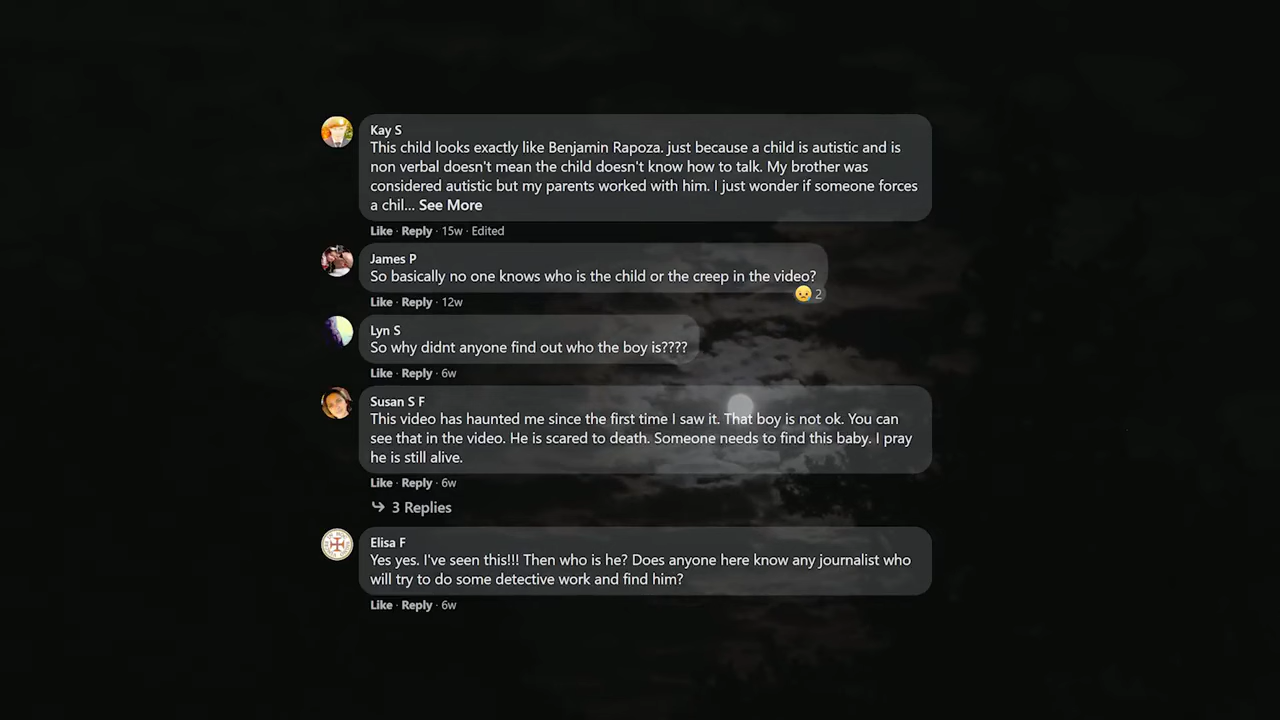 Kay S
This child looks exactly like Benjamin Rapoza. just because a child is autistic and is
non verbal doesn't mean the child doesn't know how to talk. My brother was
considered autistic but my parents worked with him. I just wonder if someone forces
a chil... See More
Like · Reply · 15w · Edited
James P
So basically no one knows who is the child or the creep in the video?
2
Like · Reply · 12w
Lyn S
So why didnt anyone find out who the boy is????
Like · Reply · 6w
Susan S F
This video has haunted me since the first time I saw it. That boy is not ok. You can
see that in the video. He is scared to death. Someone needs to find this baby. I pray
he is still alive.
Like · Reply · 6w
3 Replies
Elisa F
Yes yes. I've seen this!!! Then who is he? Does anyone here know any journalist who
will try to do some detective work and find him?
Like · Reply · 6w